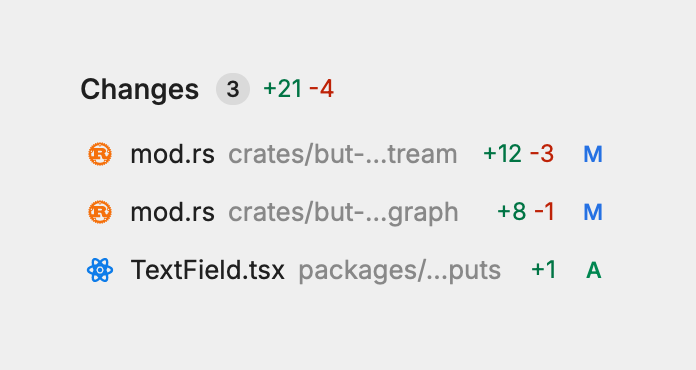 Changes 3 +21 -4
mod.rs crates/but-...tream +12 -3 M
mod.rs crates/but-...graph +8 -1 M
TextField.tsx packages/...puts +1 A